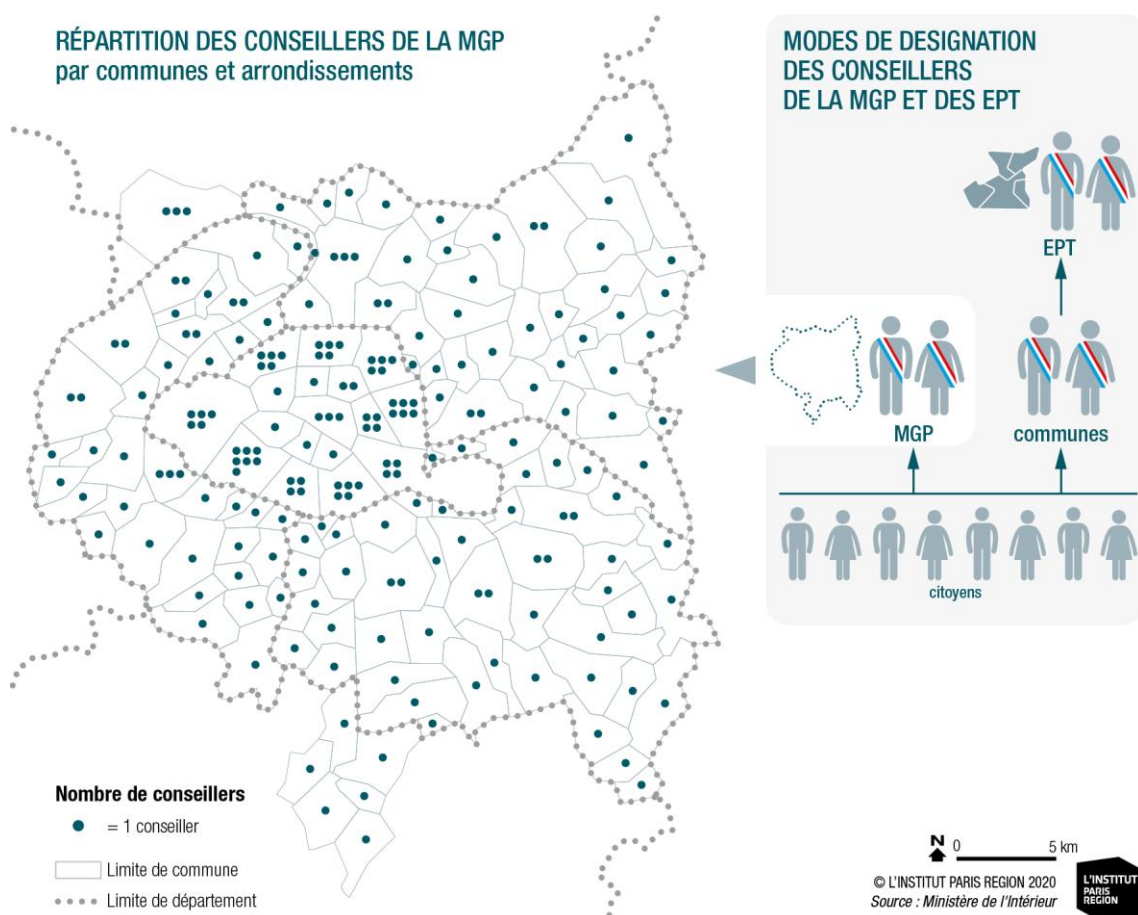 RÉPARTITION DES CONSEILLERS DE LA MGP
par communes et arrondissements
Nombre de conseillers
= 1 conseiller
Limite de commune
Limite de département
MODES DE DESIGNATION
DES CONSEILLERS
DE LA MGP ET DES EPT
EPT
MGP
communes
citoyens
N
0
5 km
© L'INSTITUT PARIS REGION 2020
Source : Ministère de l'Intérieur
L'INSTITUT
PARIS
REGION